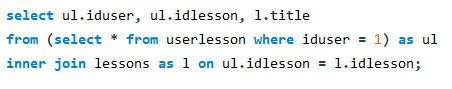 select ul.iduser, ul.idlesson, l.title
from (select * from userlesson where iduser = 1) as ul
inner join lessons as l on ul.idlesson = l.idlesson;